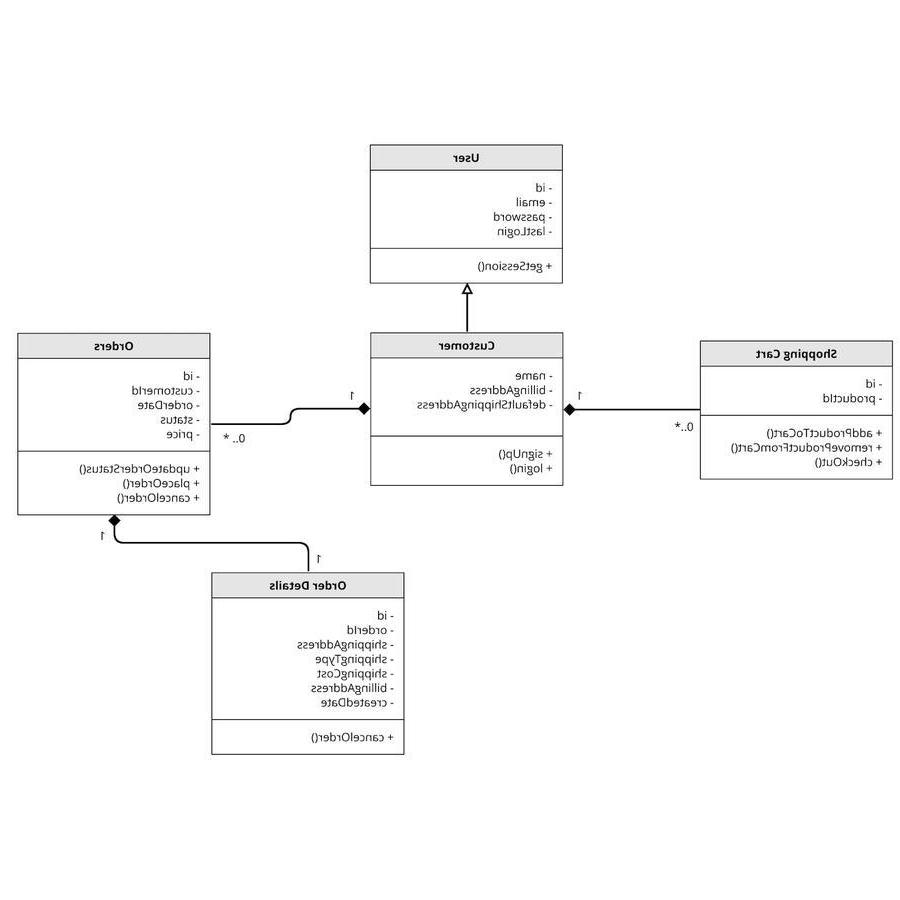 User
- id
- email
- password
- lastLogin
+ getSession()
Shopping Cart
- id
- productId
+ addProductToCart()
+ removeProductFromCart()
+ checkOut()
0..*
1
Customer
- name
- billingAddress
- defaultShippingAddress
+ signUp()
+ login()
1
0..*
Orders
- id
- customerId
- orderDate
- status
- price
+ updateOrderStatus()
+ placeOrder()
+ cancelOrder()
1
1
Order Details
- id
- orderId
- shippingAddress
- shippingType
- shippingCost
- billingAddress
- createdDate
+ cancelOrder()